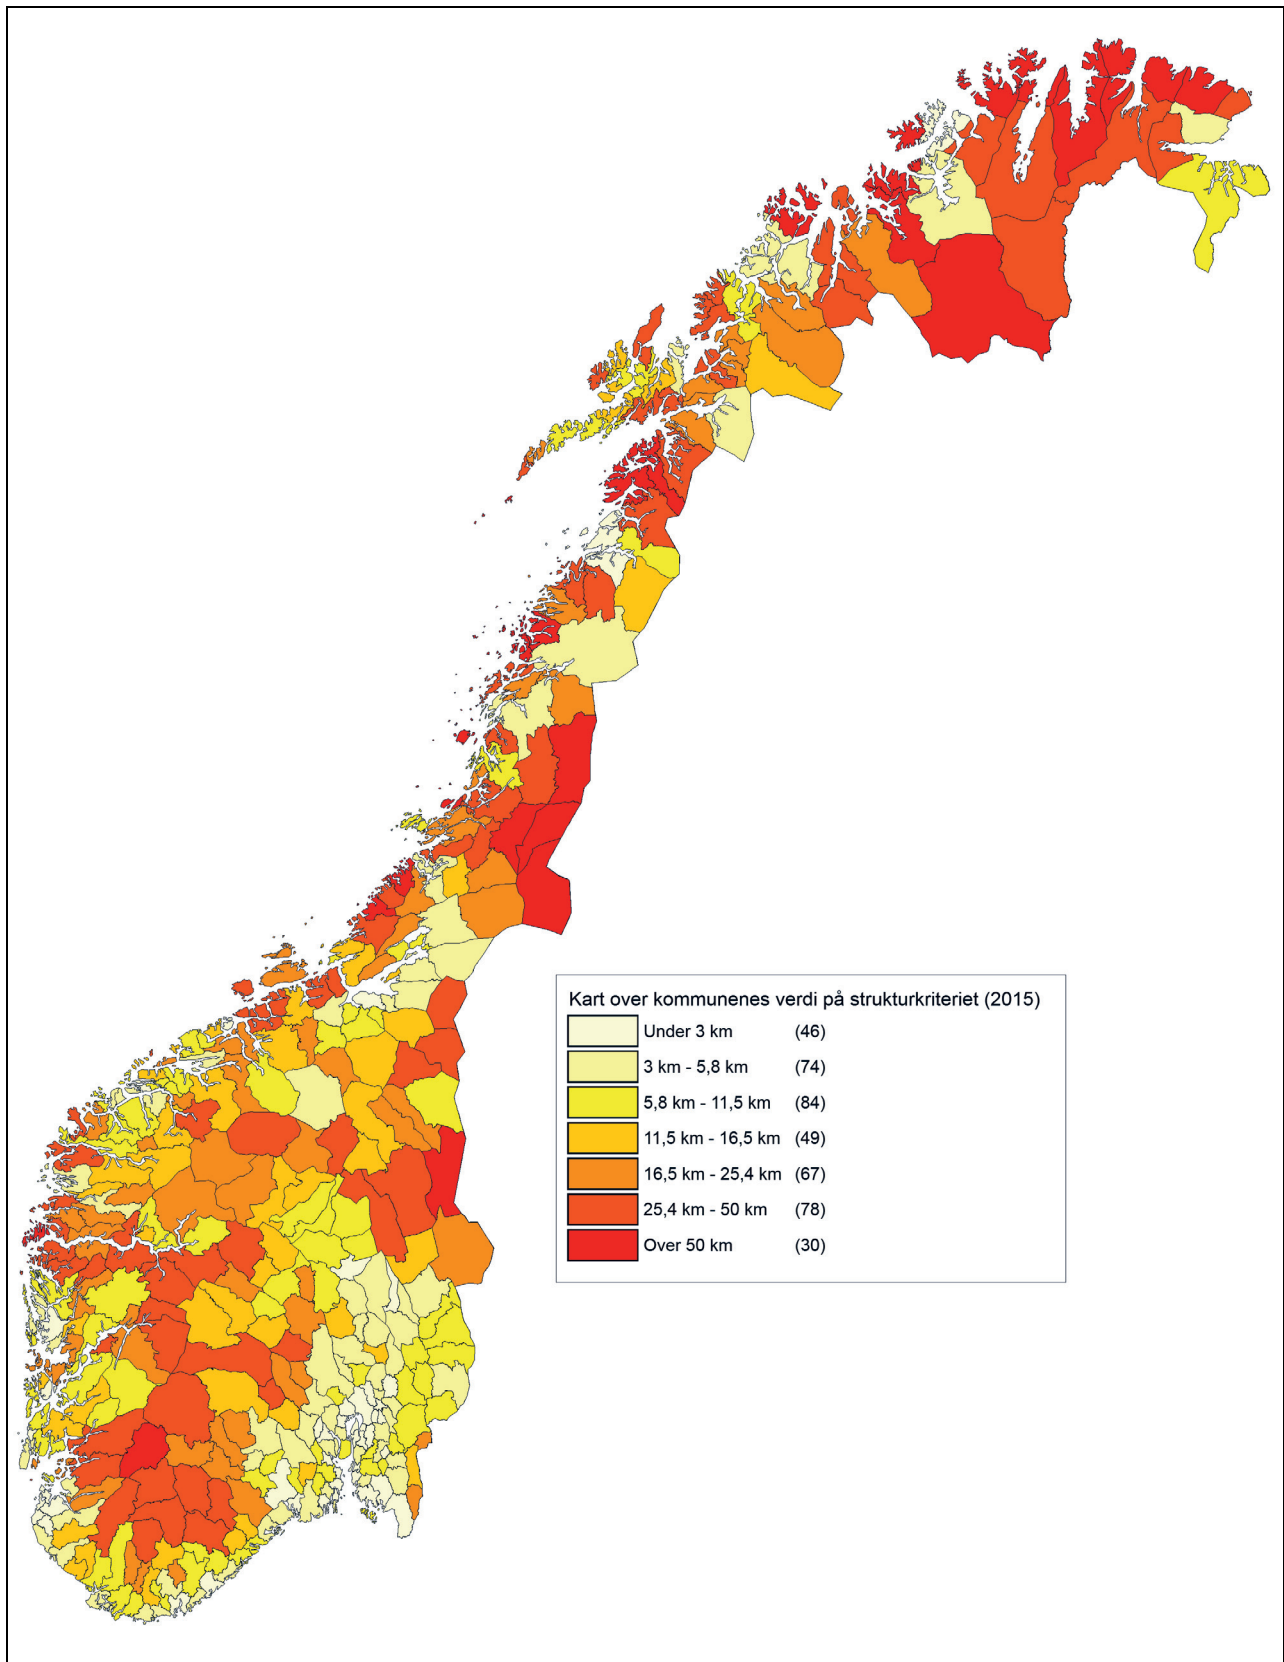 Kart over kommunenes verdi på strukturkriteriet (2015)
Under 3 km (46)
3 km - 5,8 km (74)
5,8 km - 11,5 km (84)
11,5 km - 16,5 km (49)
16,5 km - 25,4 km (67)
25,4 km - 50 km (78)
Over 50 km (30)